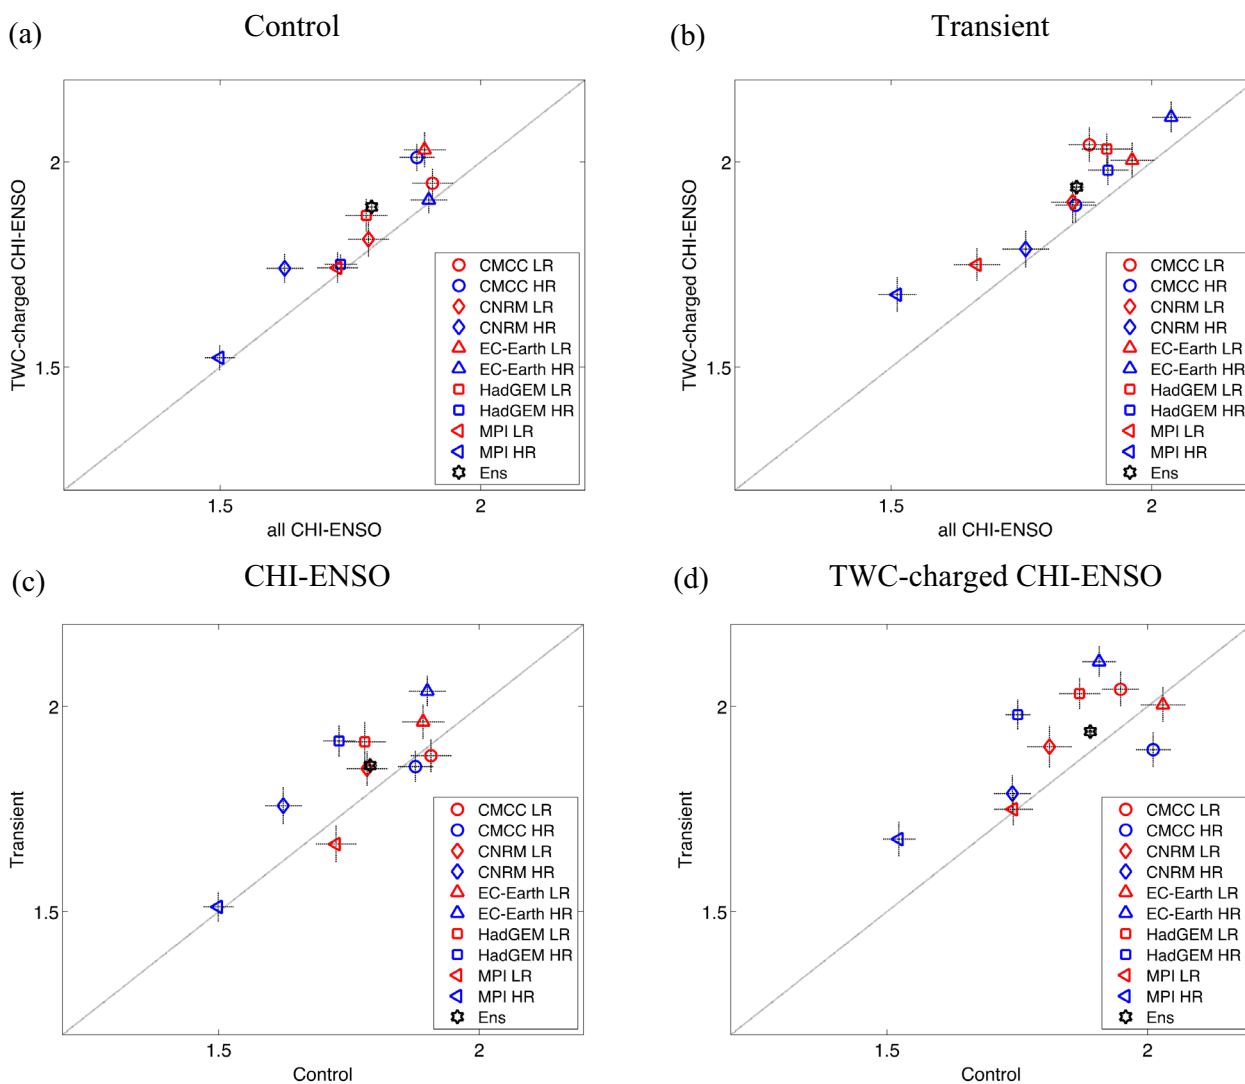 (a)
Control
TWC-charged CHI-ENSO
2
1.5
1.5
2
all CHI-ENSO
CMCC LR
CMCC HR
CNRM LR
CNRM HR
EC-Earth LR
EC-Earth HR
HadGEM LR
HadGEM HR
MPI LR
MPI HR
Ens
(b)
Transient
TWC-charged CHI-ENSO
2
1.5
1.5
2
all CHI-ENSO
CMCC LR
CMCC HR
CNRM LR
CNRM HR
EC-Earth LR
EC-Earth HR
HadGEM LR
HadGEM HR
MPI LR
MPI HR
Ens
(c)
CHI-ENSO
Transient
2
1.5
1.5
2
Control
CMCC LR
CMCC HR
CNRM LR
CNRM HR
EC-Earth LR
EC-Earth HR
HadGEM LR
HadGEM HR
MPI LR
MPI HR
Ens
(d)
TWC-charged CHI-ENSO
Transient
2
1.5
1.5
2
Control
CMCC LR
CMCC HR
CNRM LR
CNRM HR
EC-Earth LR
EC-Earth HR
HadGEM LR
HadGEM HR
MPI LR
MPI HR
Ens